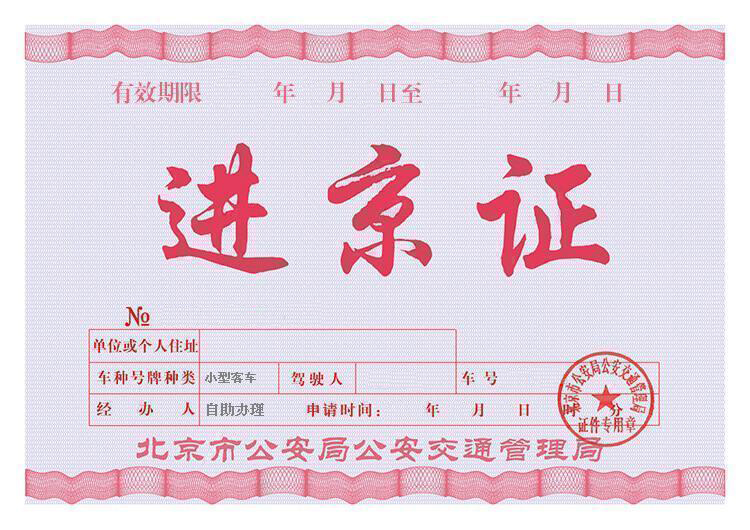 有效期限 年 月 日至 年 月 日
进京证
№
单位或个人住址
车种号牌种类 小型客车 驾驶人 车号
经办人 自助办理 申请时间： 年 月 日 时 分
北京市公安局公安交通管理局
证件专用章
北京市公安局公安交通管理局